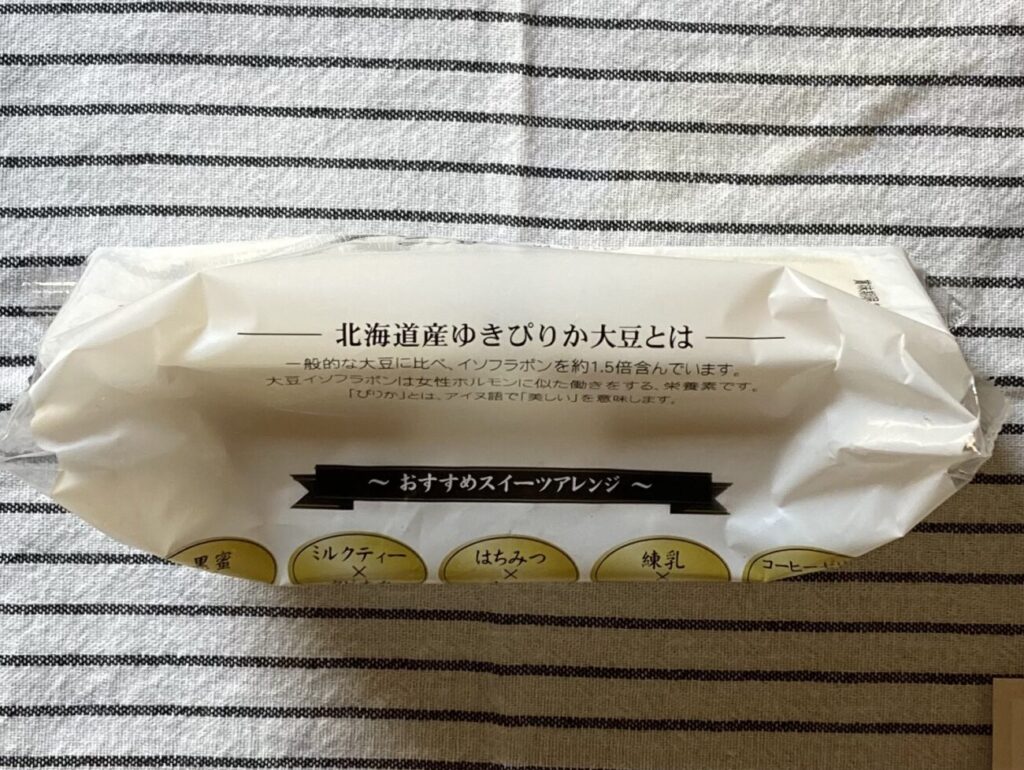 北海道産ゆきぴりか大豆とは
一般的な大豆に比べ、イソフラボンを約1.5倍含んでいます。
大豆イソフラボンは女性ホルモンに似た働きをする、栄養素です。
「ぴりか」とは、アイヌ語で「美しい」を意味します。
～ おすすめスイーツアレンジ ～
黒蜜 ミルクティー はちみつ 練乳 コーヒー
× × ×